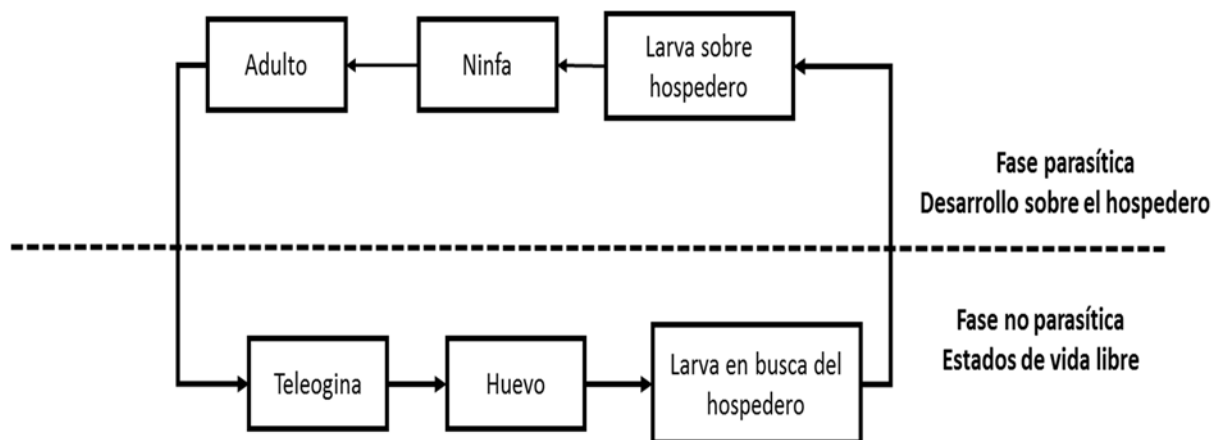 Adulto
Ninfa
Larva sobre
hospedero
Fase parasítica
Desarrollo sobre el hospedero
Fase no parasítica
Estados de vida libre
Teleogina
Huevo
Larva en busca del
hospedero